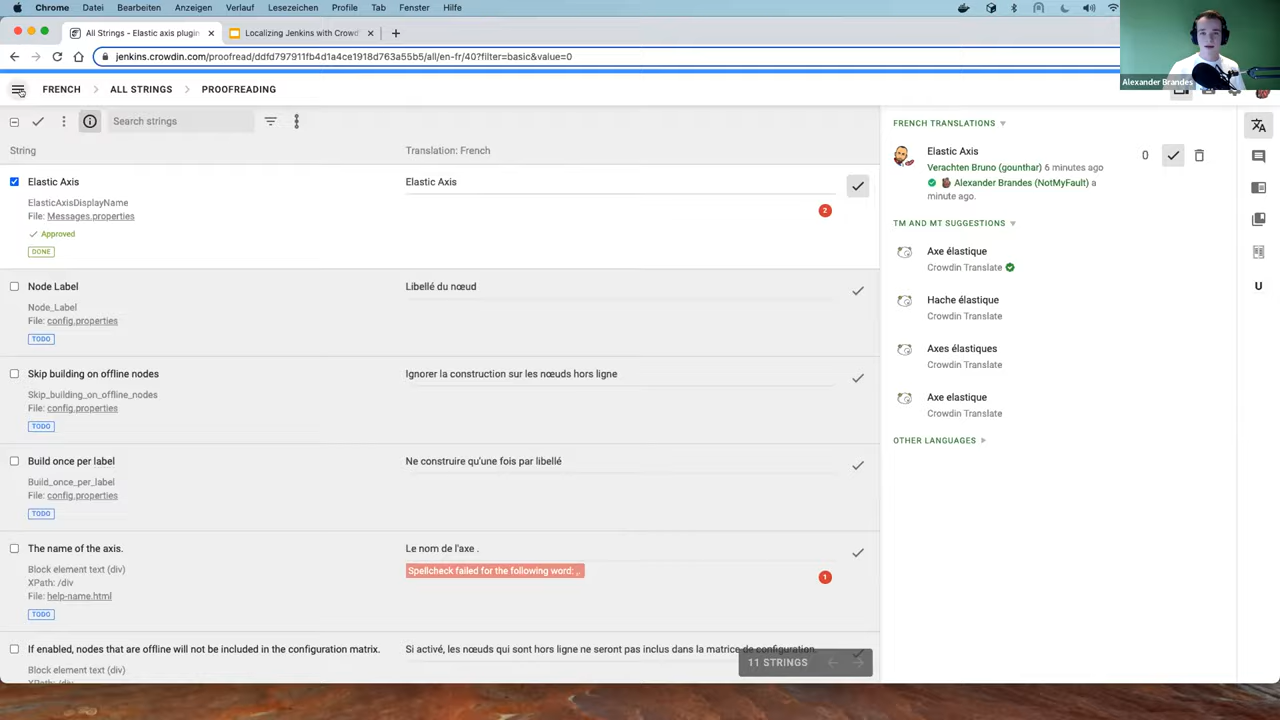 Chrome Datei Bearbeiten Anzeigen Verlauf Lesezeichen Profile Tab Fenster Hilfe
All Strings - Elastic axis plugin
Localizing Jenkins with Crowd
jenkins.crowdin.com/proofread/ddfd797911fb4d1a4ce1918d763a55b5/all/en-fr/40?filter=basic&value=0
Alexander Brandes
FRENCH > ALL STRINGS > PROOFREADING
Search strings
String
Translation: French
Elastic Axis
ElasticAxisDisplayName
File: Messages.properties
Approved
DONE
Elastic Axis
2
Node Label
Node_Label
File: config.properties
TODO
Libellé du nœud
Skip building on offline nodes
Skip_building_on_offline_nodes
File: config.properties
TODO
Ignorer la construction sur les nœuds hors ligne
Build once per label
Build_once_per_label
File: config.properties
TODO
Ne construire qu'une fois par libellé
The name of the axis.
Block element text (div)
XPath: /div
File: help-name.html
TODO
Le nom de l'axe .
Spellcheck failed for the following word: ,.
1
If enabled, nodes that are offline will not be included in the configuration matrix.
Block element text (div)
Si activé, les nœuds qui sont hors ligne ne seront pas inclus dans la matrice de configuration.
11 STRINGS
FRENCH TRANSLATIONS
Elastic Axis
0
Verachten Bruno (gounthar) 6 minutes ago
Alexander Brandes (NotMyFault) a
minute ago.
TM AND MT SUGGESTIONS
Axe élastique
Crowdin Translate
Hache élastique
Crowdin Translate
Axes élastiques
Crowdin Translate
Axe elastique
Crowdin Translate
OTHER LANGUAGES
U